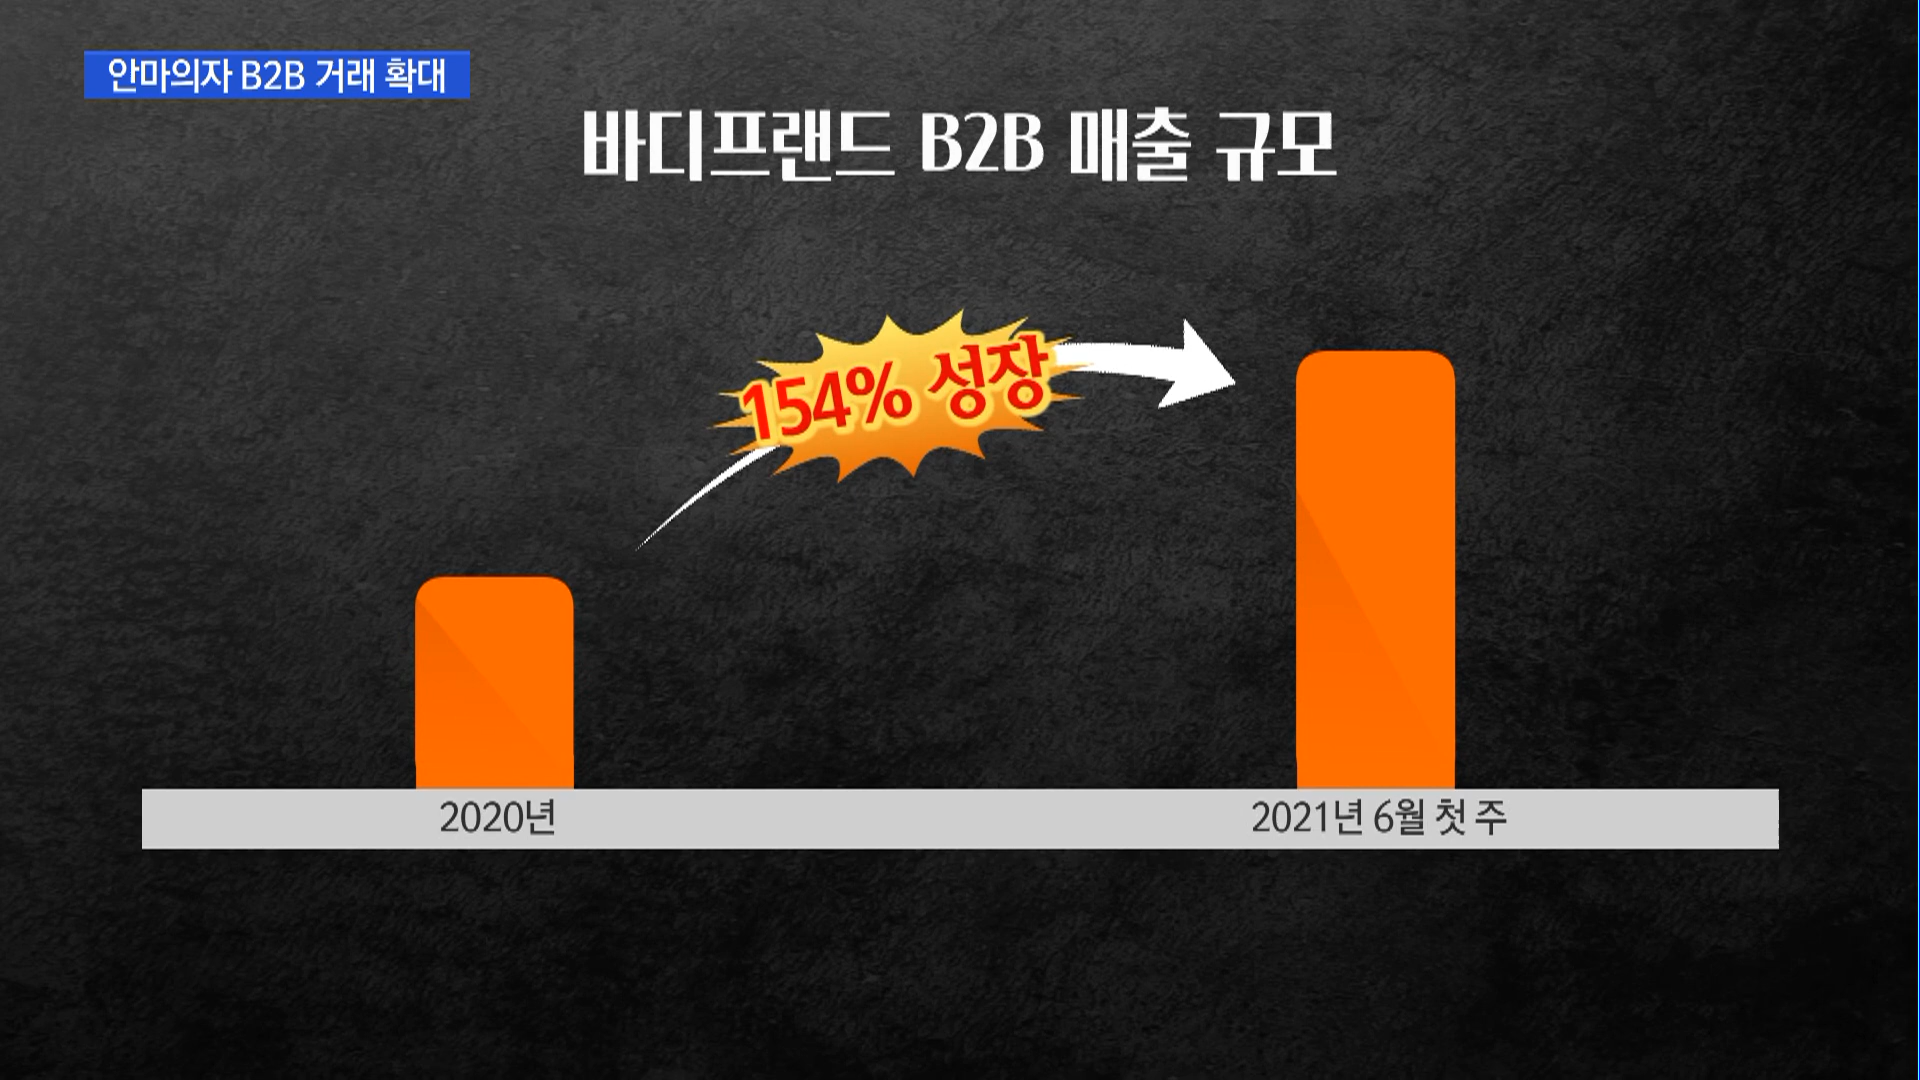 안마의자 B2B 거래 확대
바디프랜드 B2B 매출 규모
154% 성장
2020년
2021년 6월 첫 주